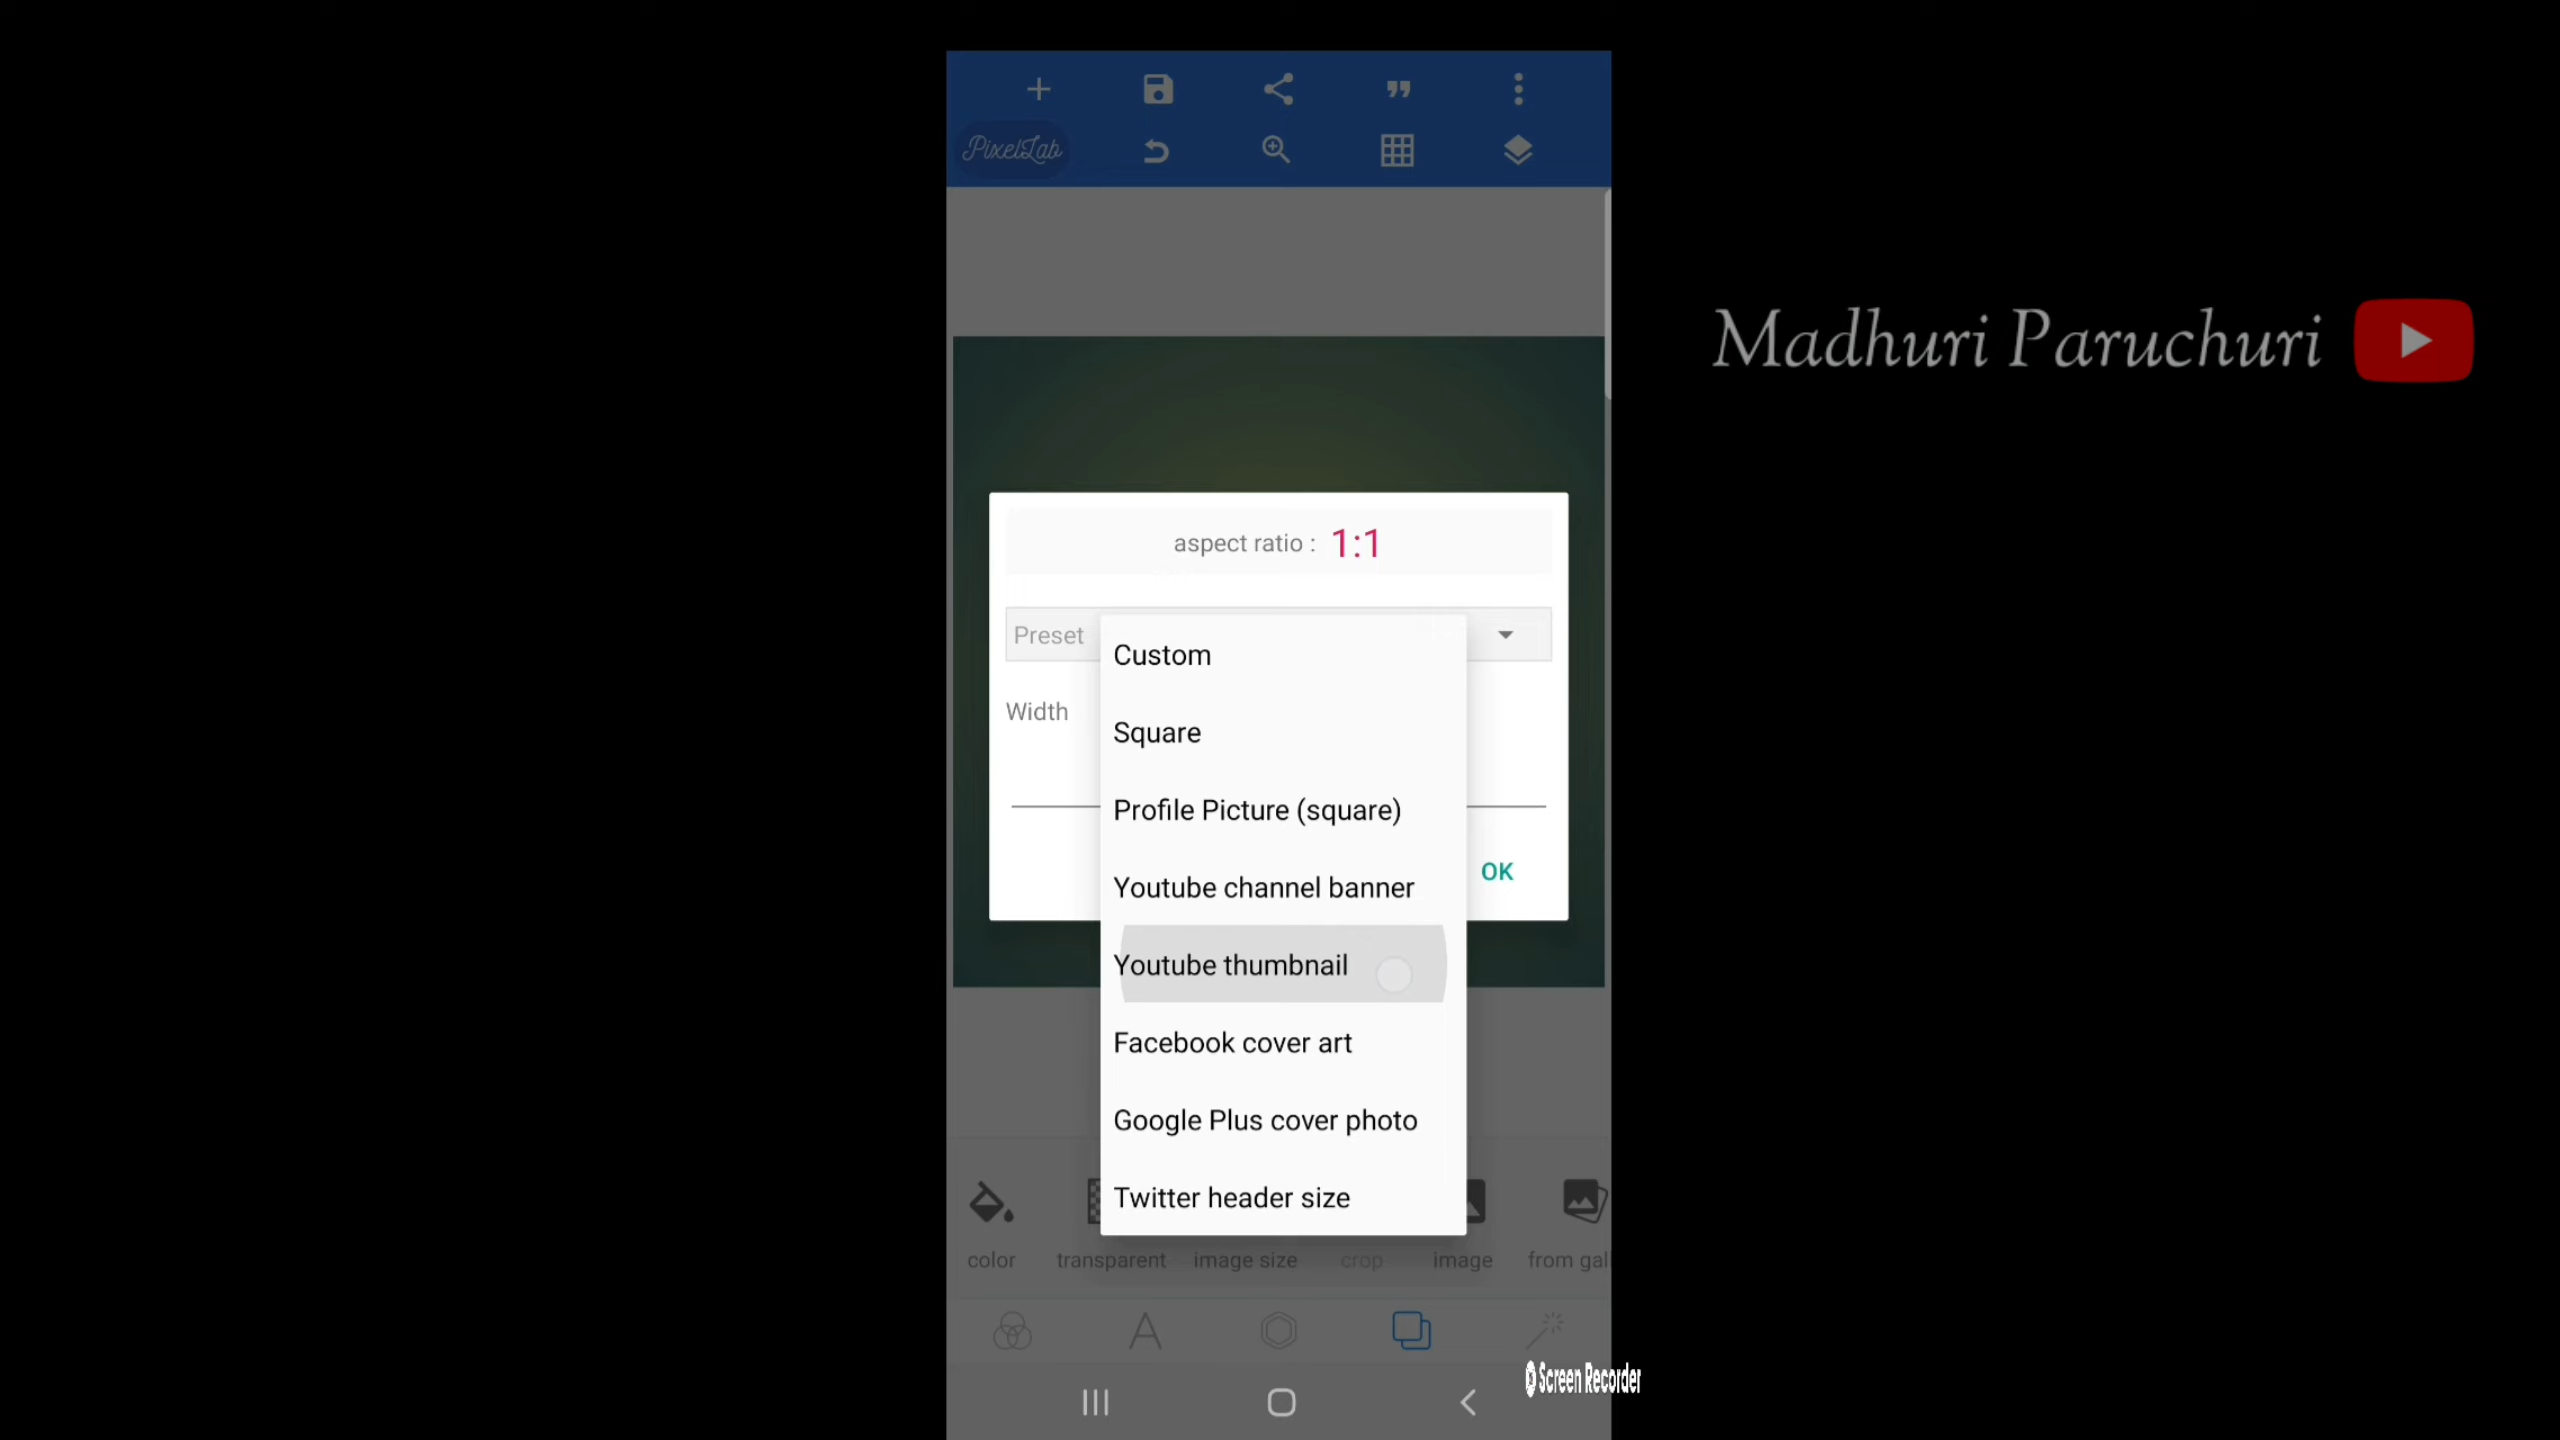 PixelLab
Madhuri Paruchuri
aspect ratio : 1:1
Preset
Custom
Width
Square
Profile Picture (square)
OK
Youtube channel banner
Youtube thumbnail
Facebook cover art
Google Plus cover photo
Twitter header size
color transparent image size crop image from gall
Screen Recorder